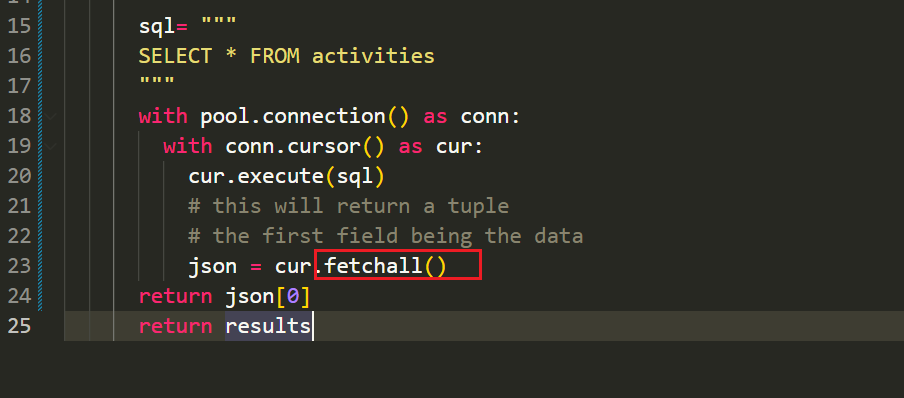 15 sql= """
16 SELECT * FROM activities
17 """
18 with pool.connection() as conn:
19 with conn.cursor() as cur:
20 cur.execute(sql)
21 # this will return a tuple
22 # the first field being the data
23 json = cur.fetchall()
24 return json[0]
25 return results